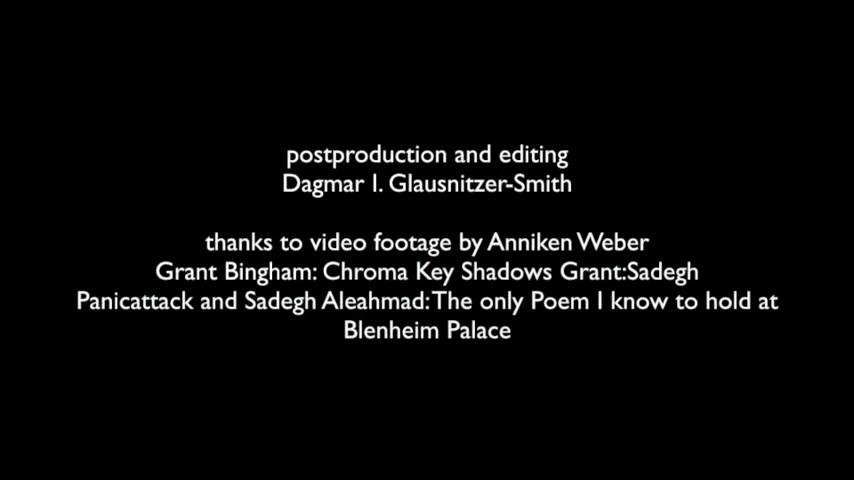 postproduction and editing
Dagmar I. Glausnitzer-Smith
thanks to video footage by Anniken Weber
Grant Bingham: Chroma Key Shadows Grant:Sadegh
Panicattack and Sadegh Aleahmad:The only Poem I know to hold at
Blenheim Palace